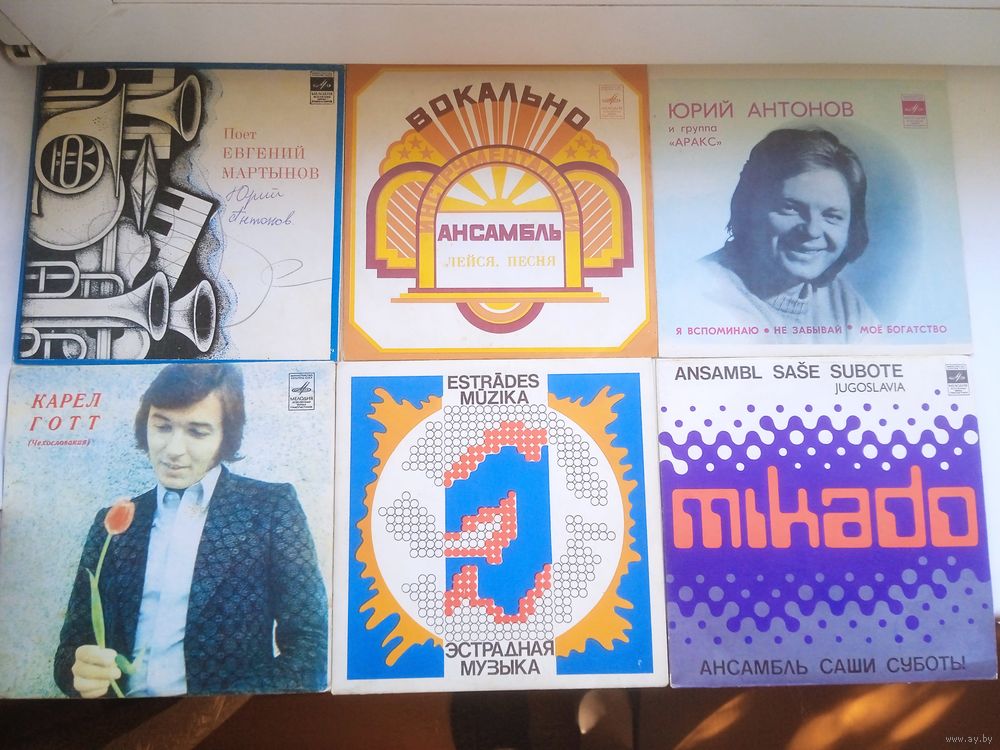 Поет
ЕВГЕНИЙ
МАРТЫНОВ
Юрий
Антонов
ВОКАЛЬНО
ИНСТРУМЕНТАЛЬНЫЙ
АНСАМБЛЬ
ЛЕЙСЯ, ПЕСНЯ
ЮРИЙ АНТОНОВ
и группа
«АРАКС»
Я ВСПОМИНАЮ • НЕ ЗАБЫВАЙ • МОЁ БОГАТСТВО
КАРЕЛ
ГОТТ
(Чехословакия)
МЕЛОДИЯ
ESTRĀDES
MŪZIKA
ЭСТРАДНАЯ
МУЗЫКА
ANSAMBL SAŠE SUBOTE
JUGOSLAVIA
mikado
АНСАМБЛЬ САШИ СУБОТЫ
www.ay.by